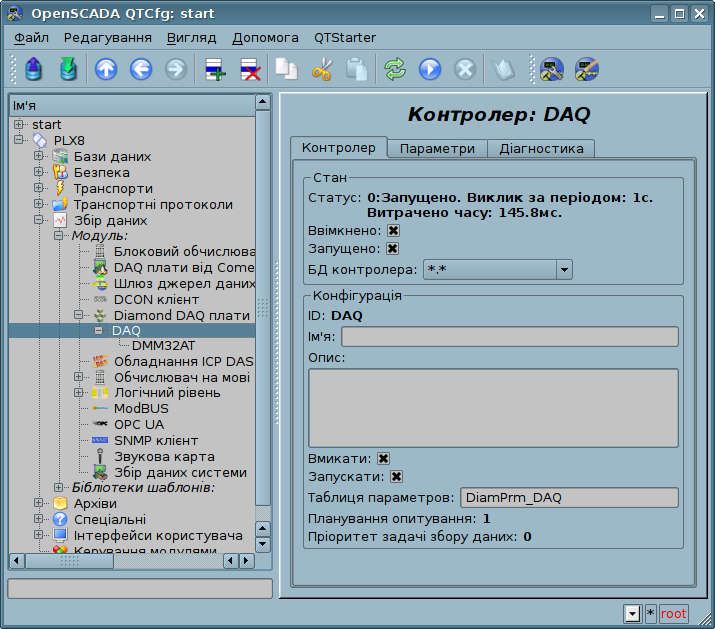 OpenSCADA QTCfg: start
Файл Редагування Вигляд Допомога QTStarter
Ім'я
start
PLX8
Бази даних
Безпека
Транспорти
Транспортні протоколи
Збір даних
Модуль:
Блоковий обчислюва
DAQ плати від Come
Шлюз джерел даних
DCON клієнт
Diamond DAQ плати
DAQ
DMM32AT
Обладнання ICP DAS
Обчислювач на мові
Логічний рівень
ModBUS
OPC UA
SNMP клієнт
Звукова карта
Збір даних системи
Бібліотеки шаблонів:
Архіви
Спеціальні
Інтерфейси користувача
Керування модулями
Контролер: DAQ
Контролер Параметри Діагностика
Стан
Статус: 0:Запущено. Виклик за періодом: 1с.
Витрачено часу: 145.8мс.
Ввімкнено:
Запущено:
БД контролера: *.*
Конфігурація
ID: DAQ
Ім'я:
Опис:
Вмикати:
Запускати:
Таблиця параметрів: DiamPrm_DAQ
Планування опитування: 1
Пріоритет задачі збору даних: 0
* root